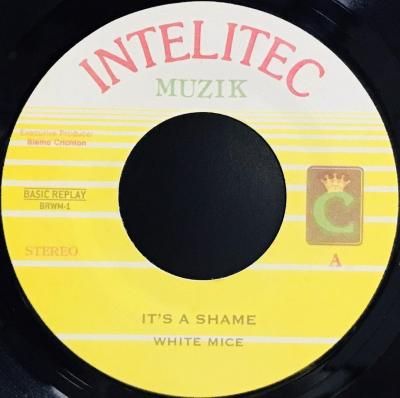 INTELITEC
MUZIK
Executive Producer
Blemo Crichton
BASIC REPLAY
BRWM-1
C
STEREO
A
IT'S A SHAME
WHITE MICE